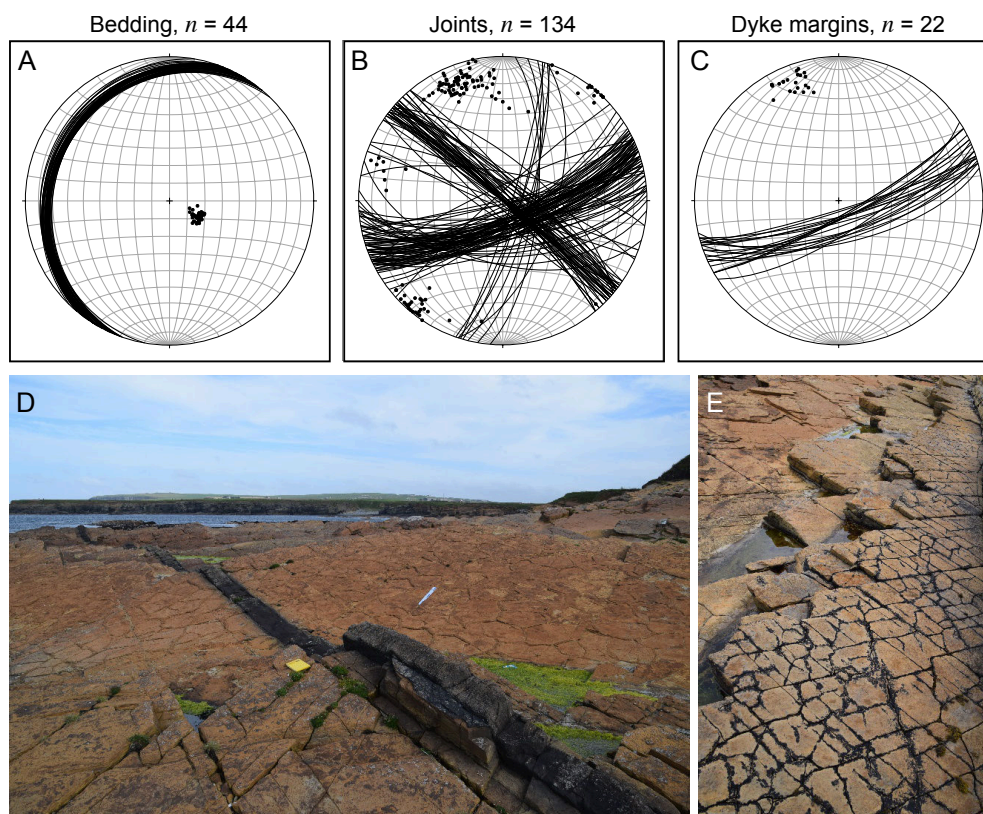 Bedding, n = 44
Joints, n = 134
Dyke margins, n = 22
A
B
C
D
E